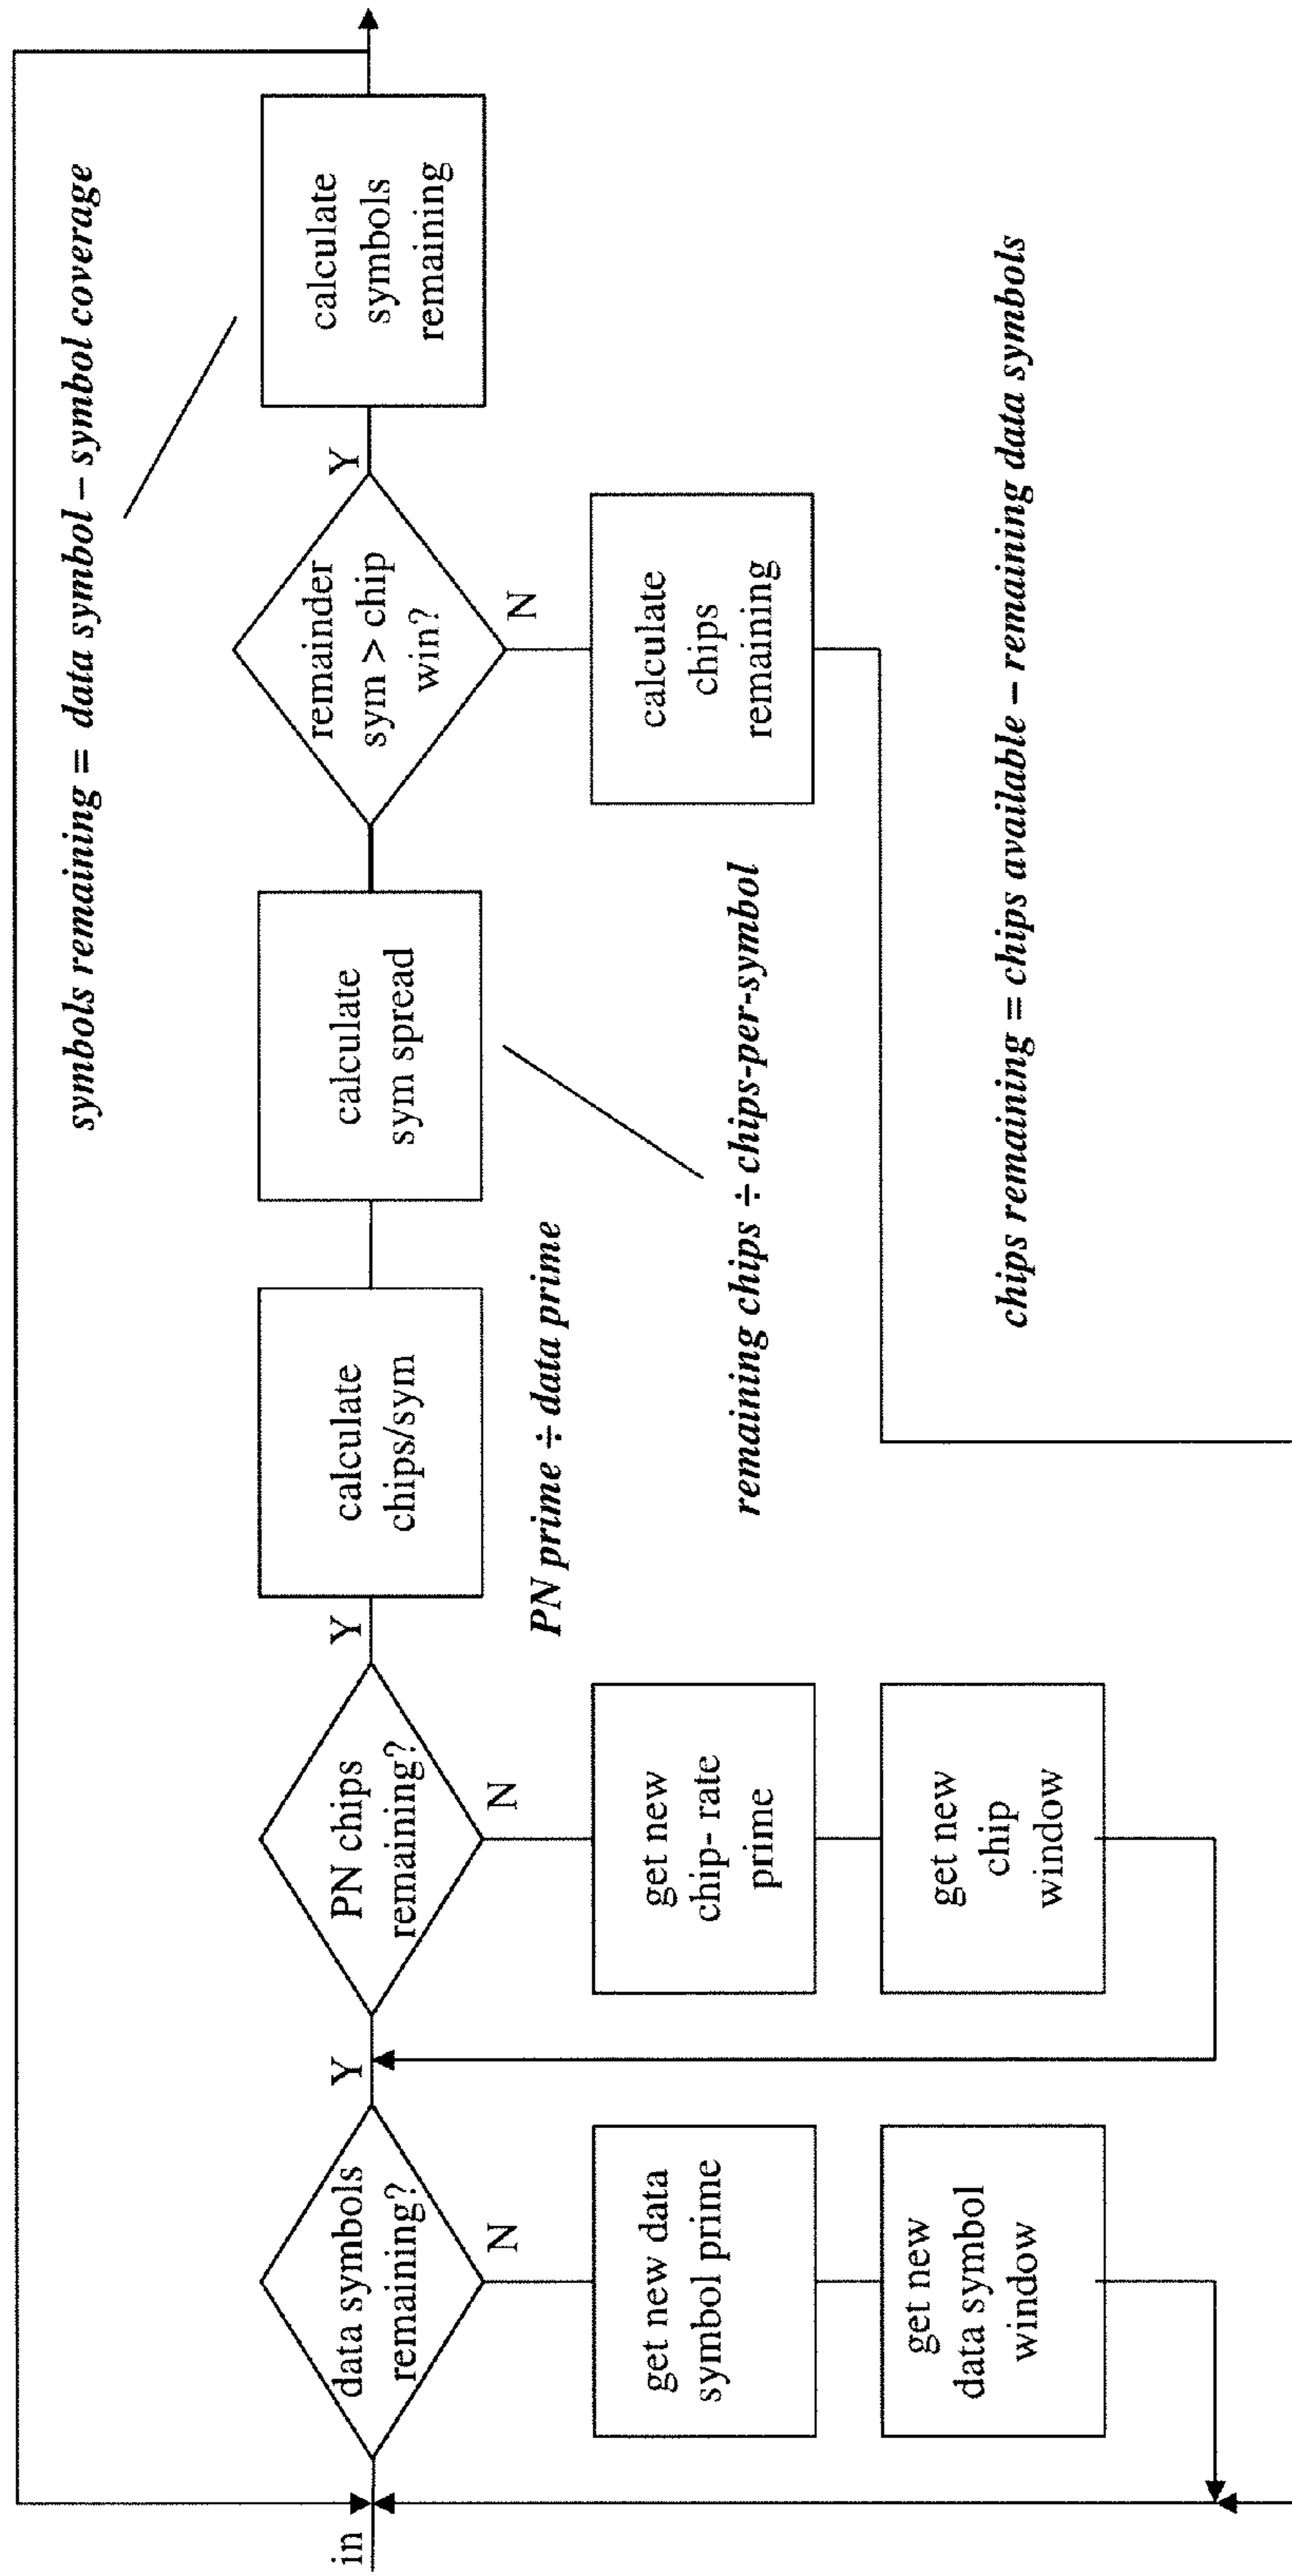 symbols remaining = data symbol – symbol coverage
in
data symbols
remaining?
Y
N
get new data
symbol prime
get new
data symbol
window
PN chips
remaining?
Y
N
get new
chip- rate
prime
get new
chip
window
calculate
chips/sym
PN prime ÷ data prime
calculate
sym spread
remaining chips ÷ chips-per-symbol
remainder
sym > chip
win?
Y
N
calculate
chips
remaining
chips remaining = chips available – remaining data symbols
calculate
symbols
remaining